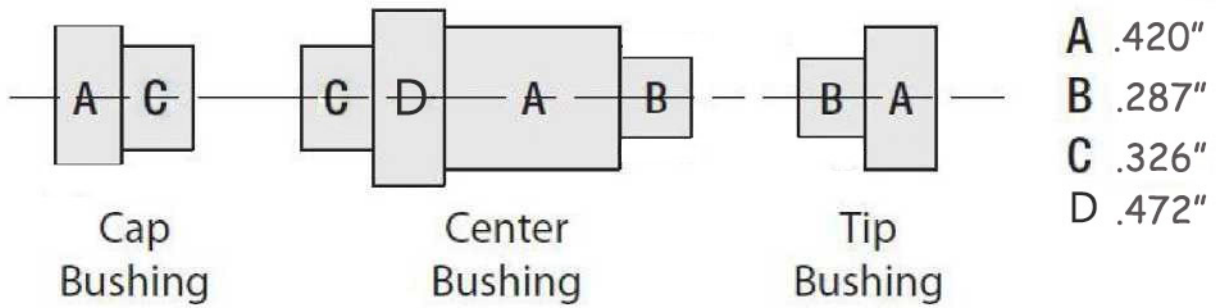 A C C D A B B A
Cap
Bushing
Center
Bushing
Tip
Bushing
A .420"
B .287"
C .326"
D .472"